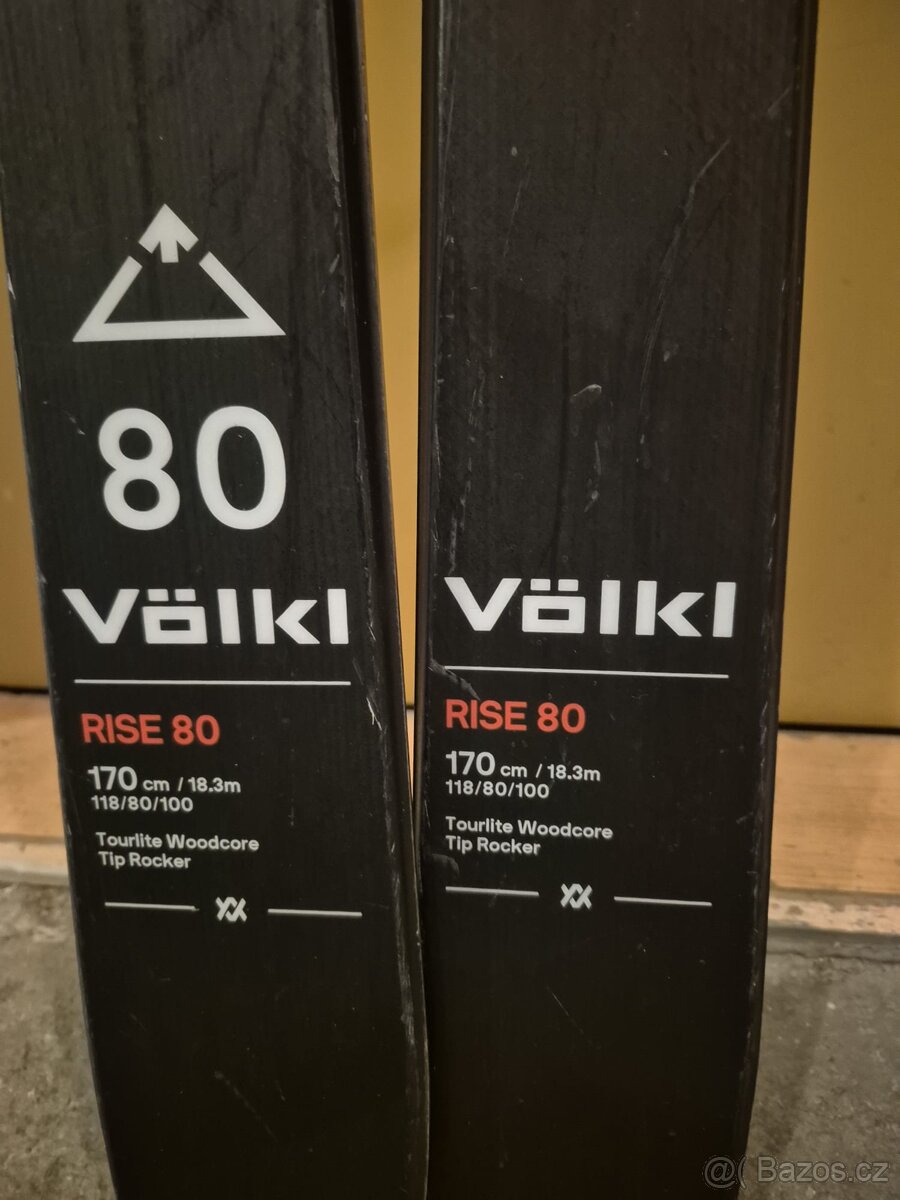 80
Völkl
RISE 80
170 cm / 18.3m
118/80/100
Tourlite Woodcore
Tip Rocker
Völkl
RISE 80
170 cm / 18.3m
118/80/100
Tourlite Woodcore
Tip Rocker
@( Bazos.cz